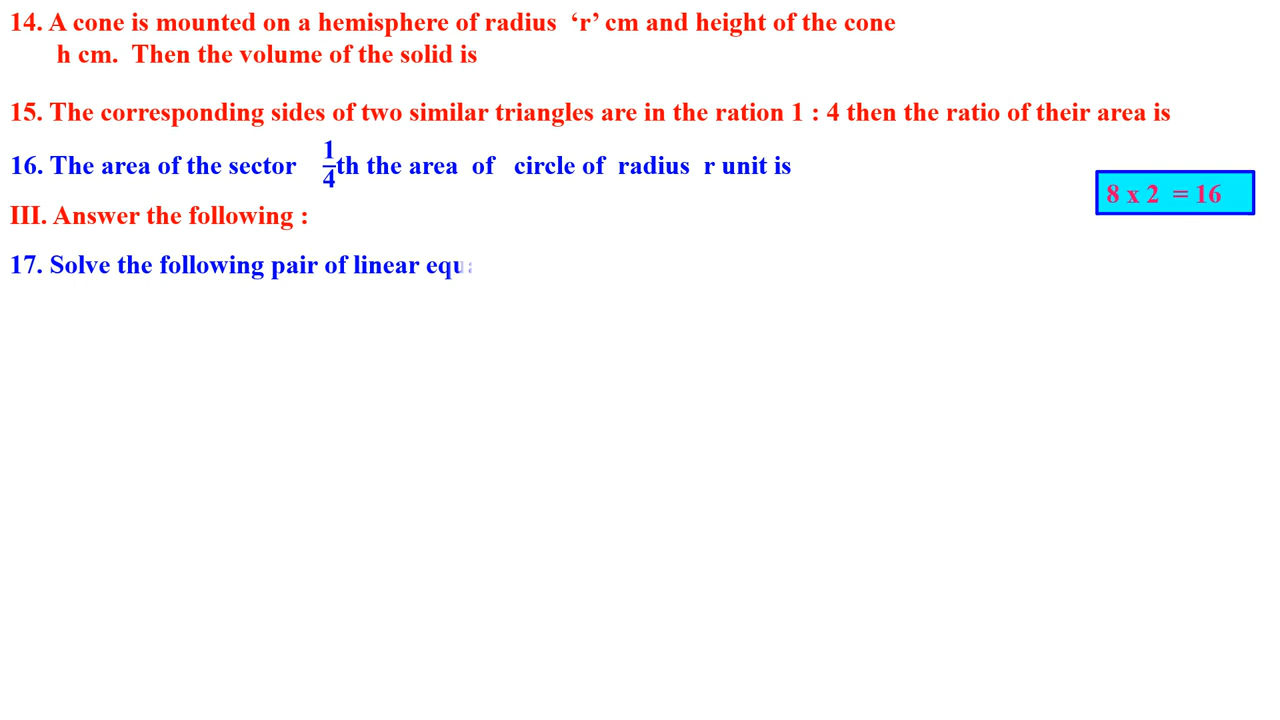 14. A cone is mounted on a hemisphere of radius ‘r’ cm and height of the cone
h cm. Then the volume of the solid is
15. The corresponding sides of two similar triangles are in the ration 1 : 4 then the ratio of their area is
16. The area of the sector 1/4 th the area of circle of radius r unit is
8 x 2 = 16
III. Answer the following :
17. Solve the following pair of linear